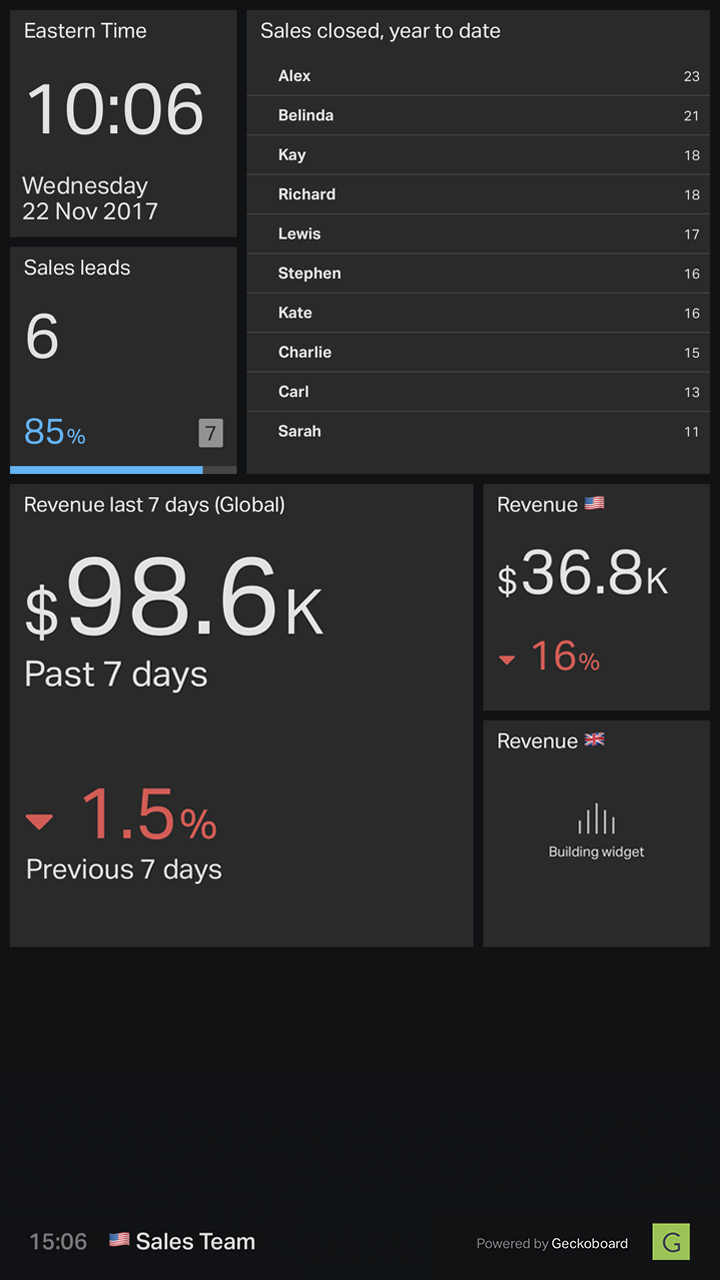 Eastern Time
10:06
Wednesday
22 Nov 2017
Sales leads
6
85%
7
Sales closed, year to date
Alex 23
Belinda 21
Kay 18
Richard 18
Lewis 17
Stephen 16
Kate 16
Charlie 15
Carl 13
Sarah 11
Revenue last 7 days (Global)
$98.6K
Past 7 days
1.5%
Previous 7 days
Revenue
$36.8K
16%
Revenue
Building widget
15:06 Sales Team
Powered by Geckoboard G